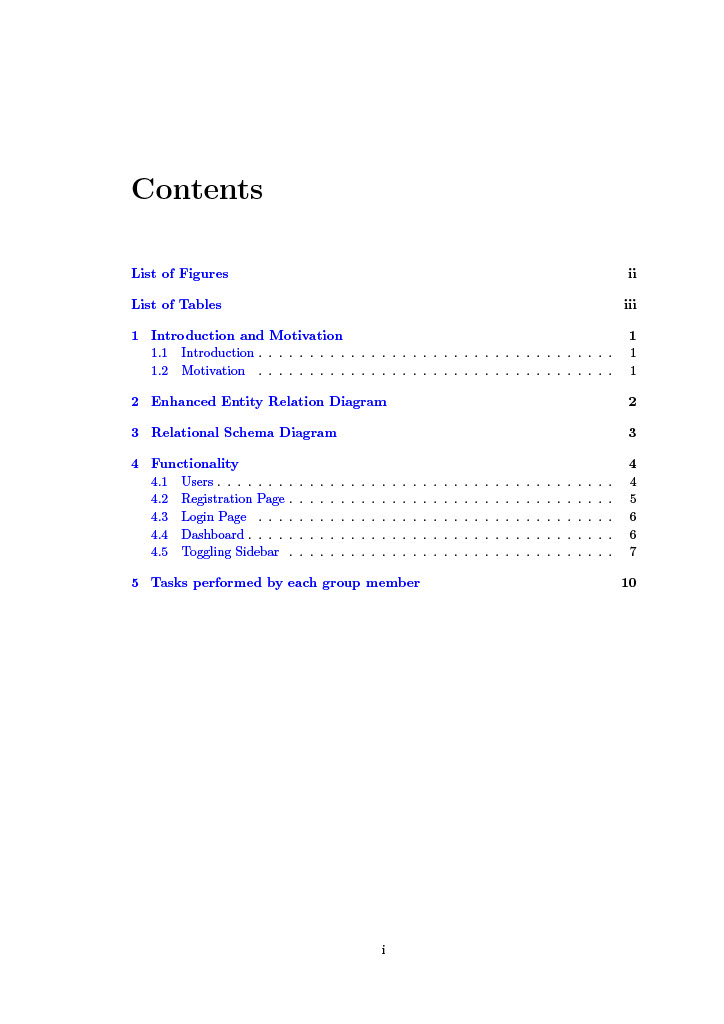 Contents
List of Figures ii
List of Tables iii
1 Introduction and Motivation 1
1.1 Introduction . . . . . . . . . . . . . . . . . . . . . . . . . . . . . . . . . . . 1
1.2 Motivation . . . . . . . . . . . . . . . . . . . . . . . . . . . . . . . . . . . 1
2 Enhanced Entity Relation Diagram 2
3 Relational Schema Diagram 3
4 Functionality 4
4.1 Users . . . . . . . . . . . . . . . . . . . . . . . . . . . . . . . . . . . . . . . 4
4.2 Registration Page . . . . . . . . . . . . . . . . . . . . . . . . . . . . . . . . 5
4.3 Login Page . . . . . . . . . . . . . . . . . . . . . . . . . . . . . . . . . . . 6
4.4 Dashboard . . . . . . . . . . . . . . . . . . . . . . . . . . . . . . . . . . . . 6
4.5 Toggling Sidebar . . . . . . . . . . . . . . . . . . . . . . . . . . . . . . . . 7
5 Tasks performed by each group member 10
i